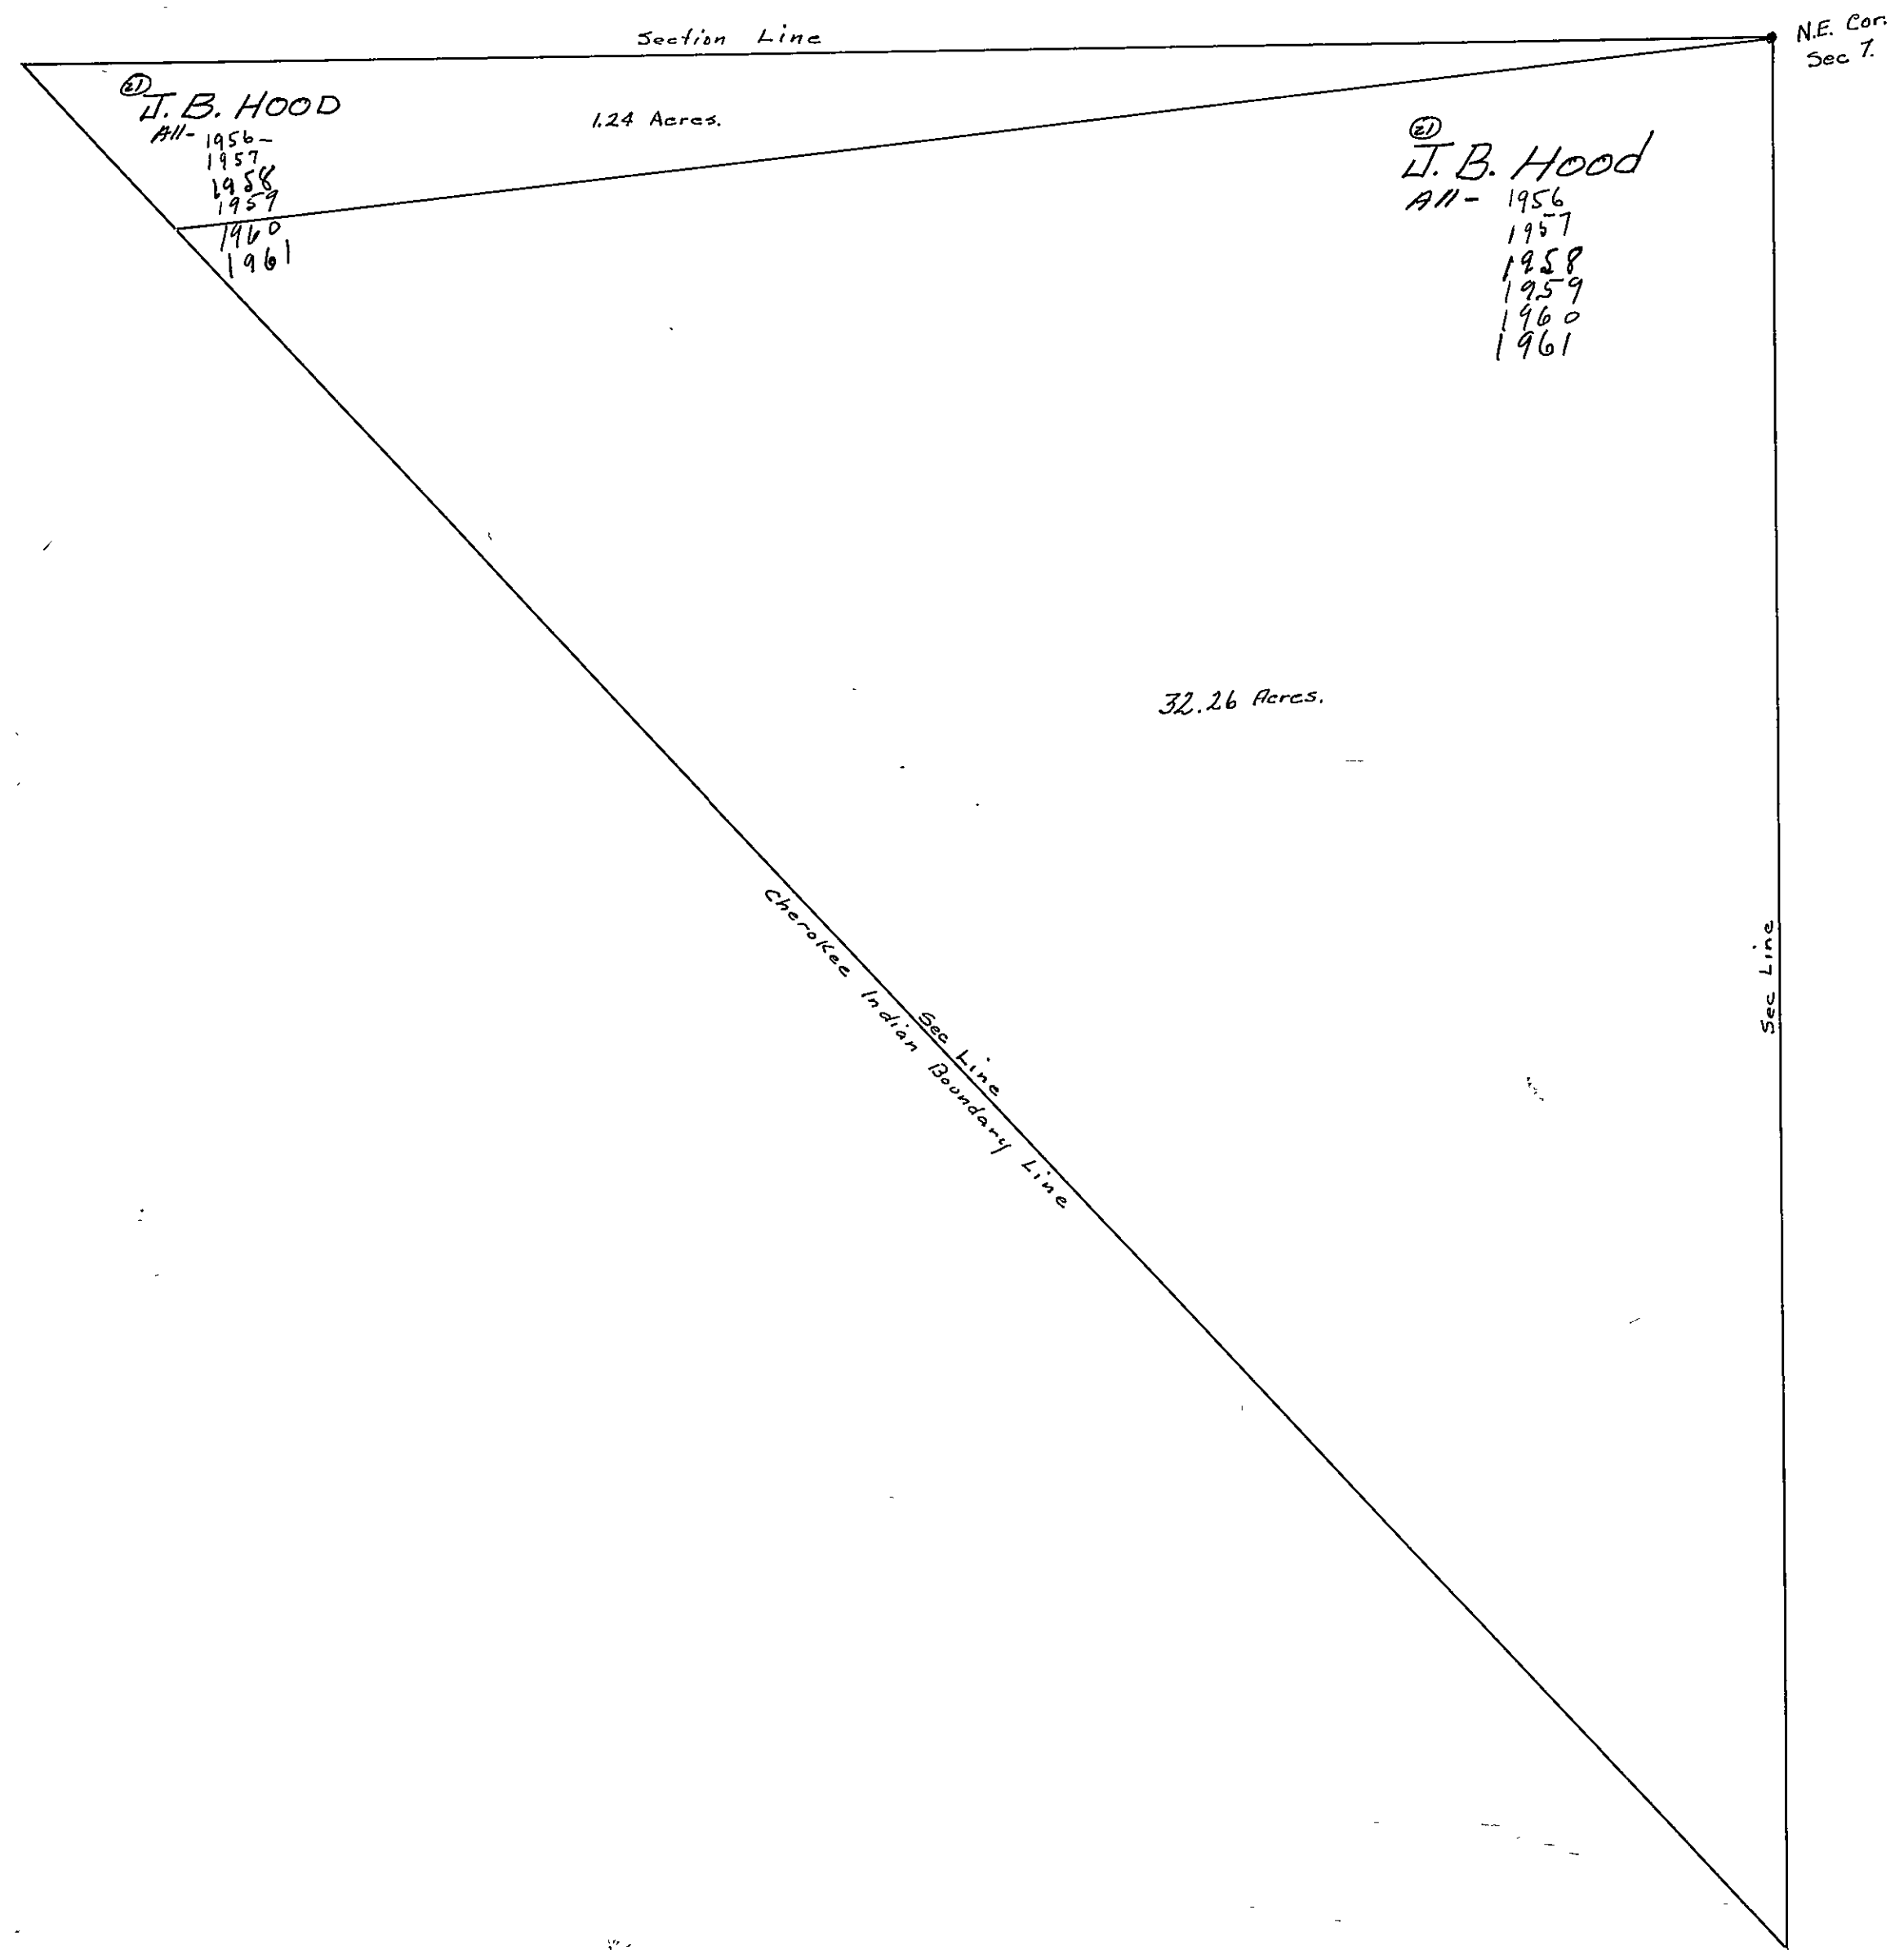 Section Line
N.E. Cor.
Sec 7.
21
J. B. HOOD
All - 1956 -
1957
1958
1959
1960
1961
1.24 Acres.
21
J. B. Hood
All - 1956
1957
1958
1959
1960
1961
32.26 Acres.
Sec Line
Sec Line
Cherokee Indian Boundary Line